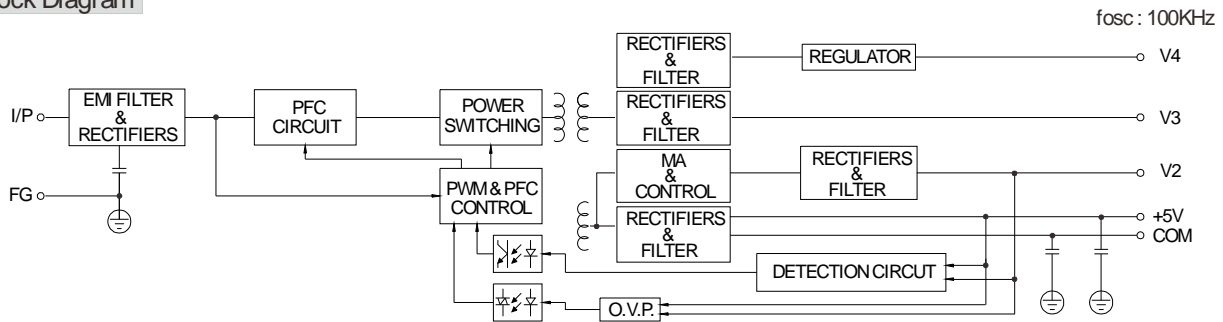 ock Diagram
fosc : 100KHz
I/P
EMI FILTER
&
RECTIFIERS
FG
PFC
CIRCUIT
POWER
SWITCHING
PWM & PFC
CONTROL
RECTIFIERS
&
FILTER
REGULATOR
V4
RECTIFIERS
&
FILTER
V3
MA
&
CONTROL
RECTIFIERS
&
FILTER
V2
RECTIFIERS
&
FILTER
+5V
COM
DETECTION CIRCUT
O.V.P.